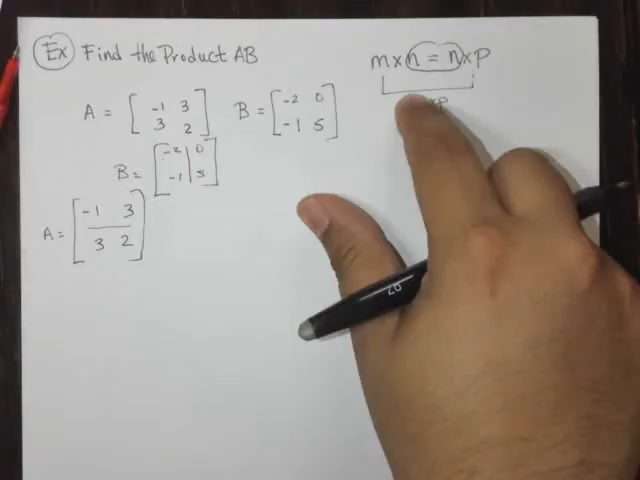 Ex Find the Product AB
m×n = n×p
A = [ -1 3 B = [ -2 0
3 2 ] -1 5 ]
×p
B = [ -2 0
-1 5 ]
A = [ -1 3
3 2 ]